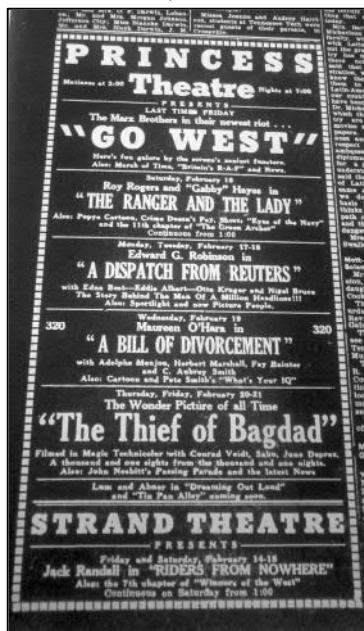 PRINCESS
Matinees at 2:00 Theatre Nights at 7:00
PRESENTS
LAST TIMES FRIDAY
The Marx Brothers in their newest riot . . .
"GO WEST"
Here's fun galore by the screen's zaniest funsters.
Also: March of Time, "Britain's R-A-F" and News.
Saturday, February 15
Roy Rogers and "Gabby" Hayes in
"THE RANGER AND THE LADY"
Also: Popye Cartoon, Crime Doesn't Pay, Short: "Eyes of the Navy"
and the 11th chapter of "The Green Archer"
Continuous from 1:00
Monday, Tuesday, February 17-18
Edward G. Robinson in
"A DISPATCH FROM REUTERS"
with Edna Best—Eddie Albert—Otto Kruger and Nigel Bruce
The Story Behind The Man Of A Million Headlines!!!
Also: Spotlight and new Picture People.
Wednesday, February 19
320 Maureen O'Hara in 320
"A BILL OF DIVORCEMENT"
with Adolphe Menjou, Herbert Marshall, Fay Bainter
and C. Aubrey Smith
Also: Cartoon and Pete Smith's "What's Your IQ"
Thursday, Friday, February 20-21
The Wonder Picture of all Time
"The Thief of Bagdad"
Filmed in Magic Technicolor with Conrad Veidt, Sabu, June Duprez.
A thousand and one sights from the thousand and one nights.
Also: John Nesbitt's Passing Parade and the latest News
Lum and Abner in "Dreaming Out Loud"
and "Tin Pan Alley" coming soon.
STRAND THEATRE
PRESENTS
Friday and Saturday, February 14-15
Jack Randall in "RIDERS FROM NOWHERE"
Also: the 7th chapter of "Winners of the West"
Continuous on Saturday from 1:00